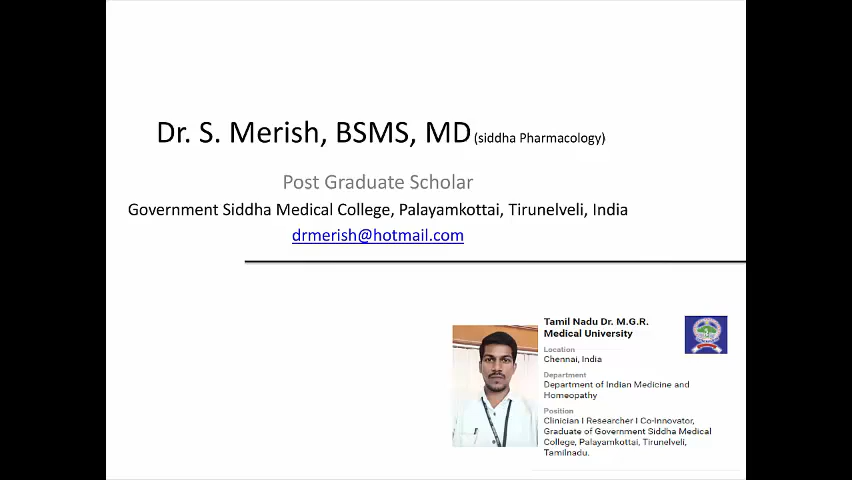 Dr. S. Merish, BSMS, MD (siddha Pharmacology)
Post Graduate Scholar
Government Siddha Medical College, Palayamkottai, Tirunelveli, India
drmerish@hotmail.com
Tamil Nadu Dr. M.G.R.
Medical University
Location
Chennai, India
Department
Department of Indian Medicine and
Homeopathy
Position
Clinician I Researcher I Co-Innovator,
Graduate of Government Siddha Medical
College, Palayamkottai, Tirunelveli,
Tamilnadu.